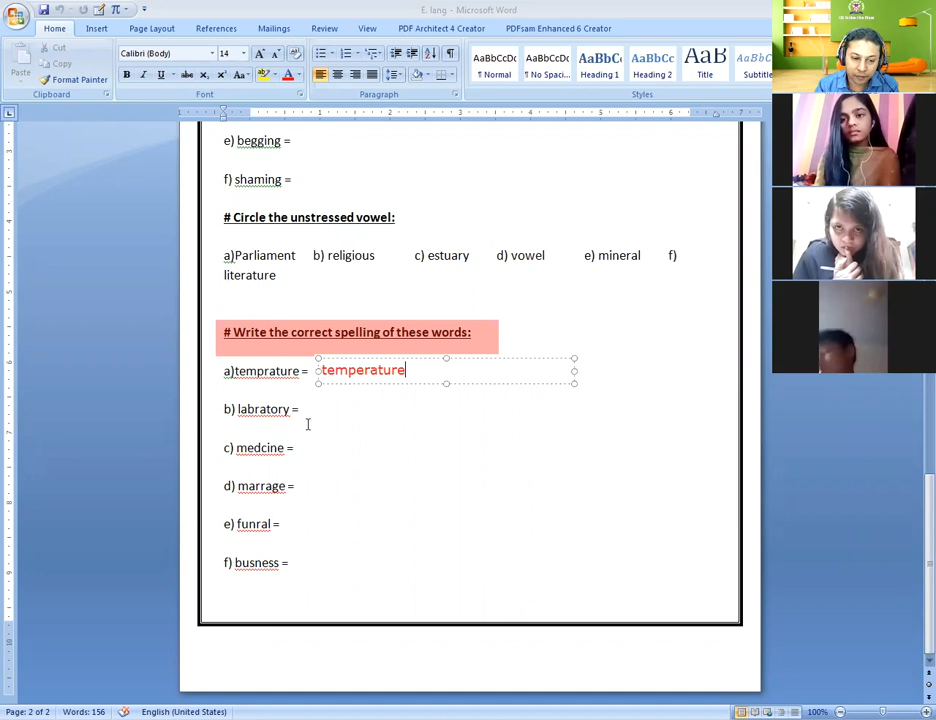 E. lang - Microsoft Word
Home Insert Page Layout References Mailings Review View PDF Architect 4 Creator PDFsam Enhanced 6 Creator
Paste
Cut
Copy
Format Painter
Clipboard
Calibri (Body) 14
Font
Paragraph
AaBbCcDc AaBbCcDc AaBbC AaBbCc AaB AaBbCc
¶ Normal ¶ No Spaci... Heading 1 Heading 2 Title Subtitle
Styles
e) begging =
f) shaming =
# Circle the unstressed vowel:
a)Parliament b) religious c) estuary d) vowel e) mineral f)
literature
# Write the correct spelling of these words:
a)temprature = temperature
b) labratory =
c) medcine =
d) marrage =
e) funral =
f) busness =
Page: 2 of 2 Words: 156 English (United States) 100%